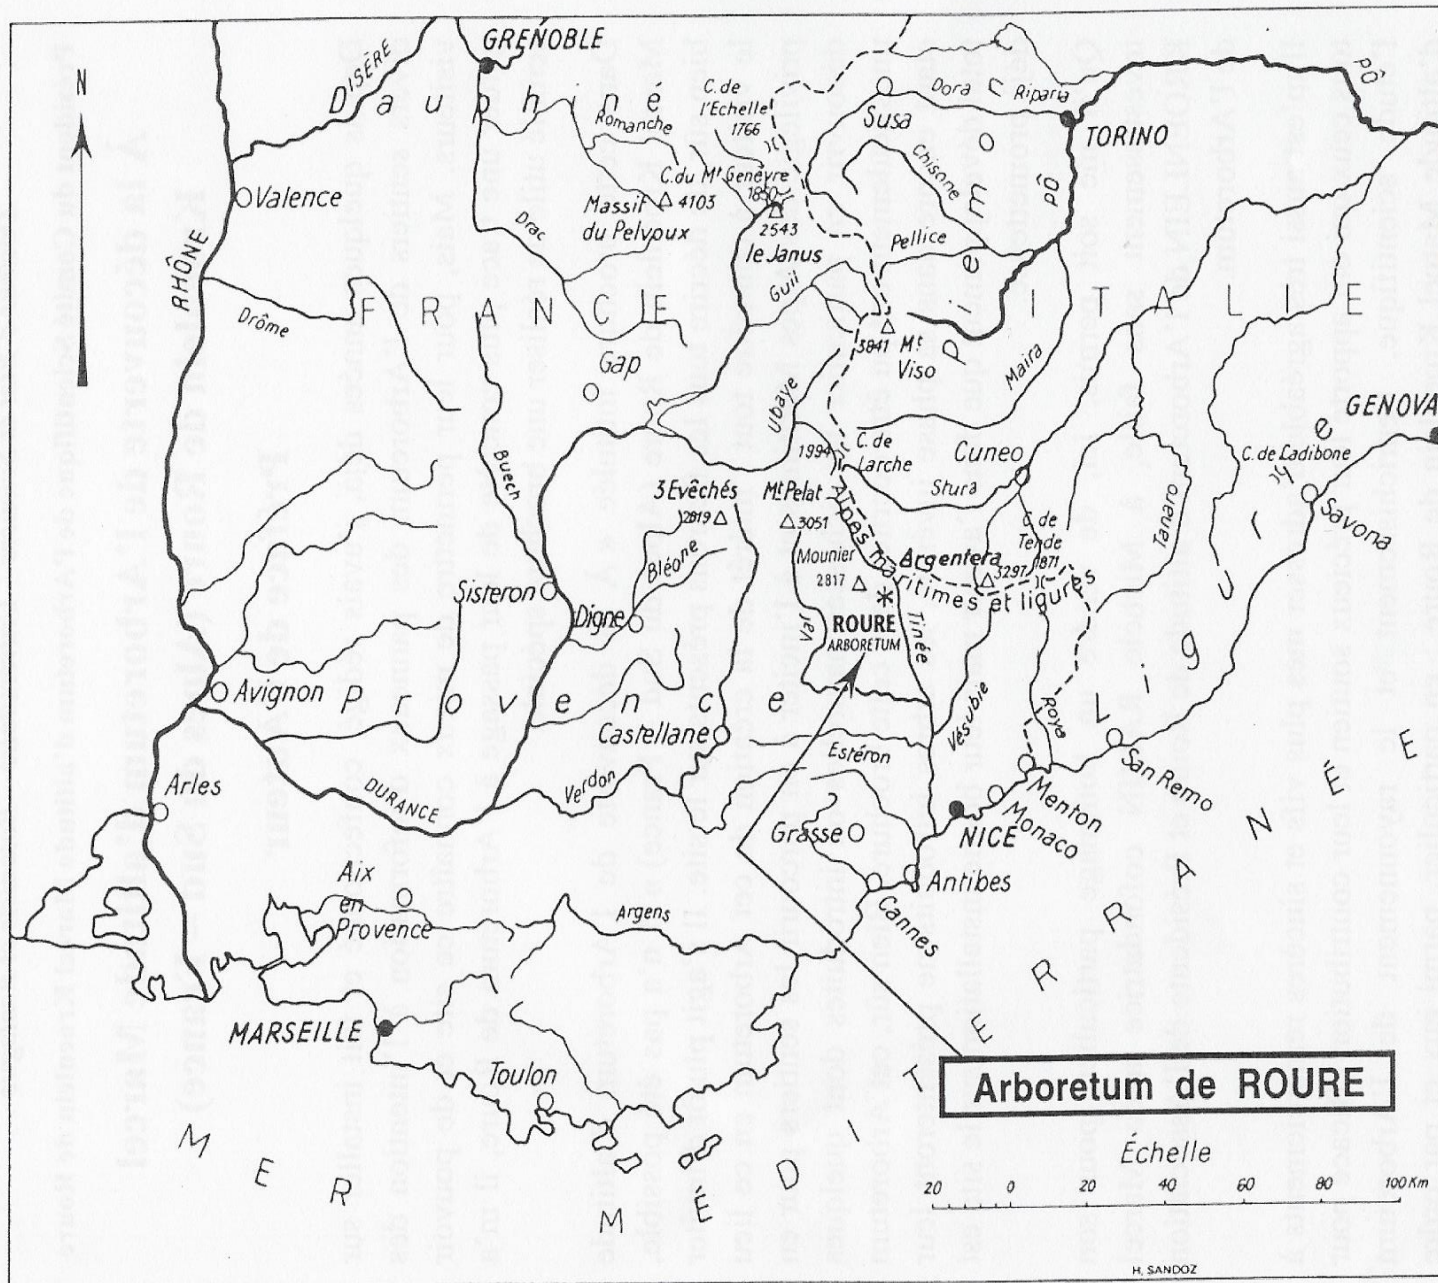 GRENOBLE
D'ISÉRE
Dauphiné
N
Romanche
C. de
l'Echelle
1766
Susa
Dora
Riparia
TORINO
PÔ
PÔ
Piémon
Chisonne
Valence
RHÔNE
Drac
C. du Mt Genèvre
1850
Massif
du Pelvoux
4103
2543
le Janus
Pellice
Guil
Drôme
FRANCE
ITALIE
3841
Mt
Viso
Maira
Gap
Ubaye
GENOVA
Buech
1994
C. de
Larche
Cuneo
Stura
C. de Cadibone
Savona
3 Evêchés
2819
Mt Pelat
3051
Tanaro
C. de
Tende
1871
Argentera
3297
Alpes maritimes et ligures
Mounier
2817
Bléone
Sisteron
Digne
Var
ROURE
ARBORETUM
Tinée
Ligurie
Avignon
Provence
Vésubie
Roya
Castellane
Estéron
San Remo
Arles
DURANCE
Verdon
Menton
Monaco
NICE
Grasse
Antibes
Cannes
Aix
en
Provence
Argens
MARSEILLE
Toulon
MER MÉDITERRANÉE
Arboretum de ROURE
Échelle
20 0 20 40 60 80 100 Km
H. SANDOZ